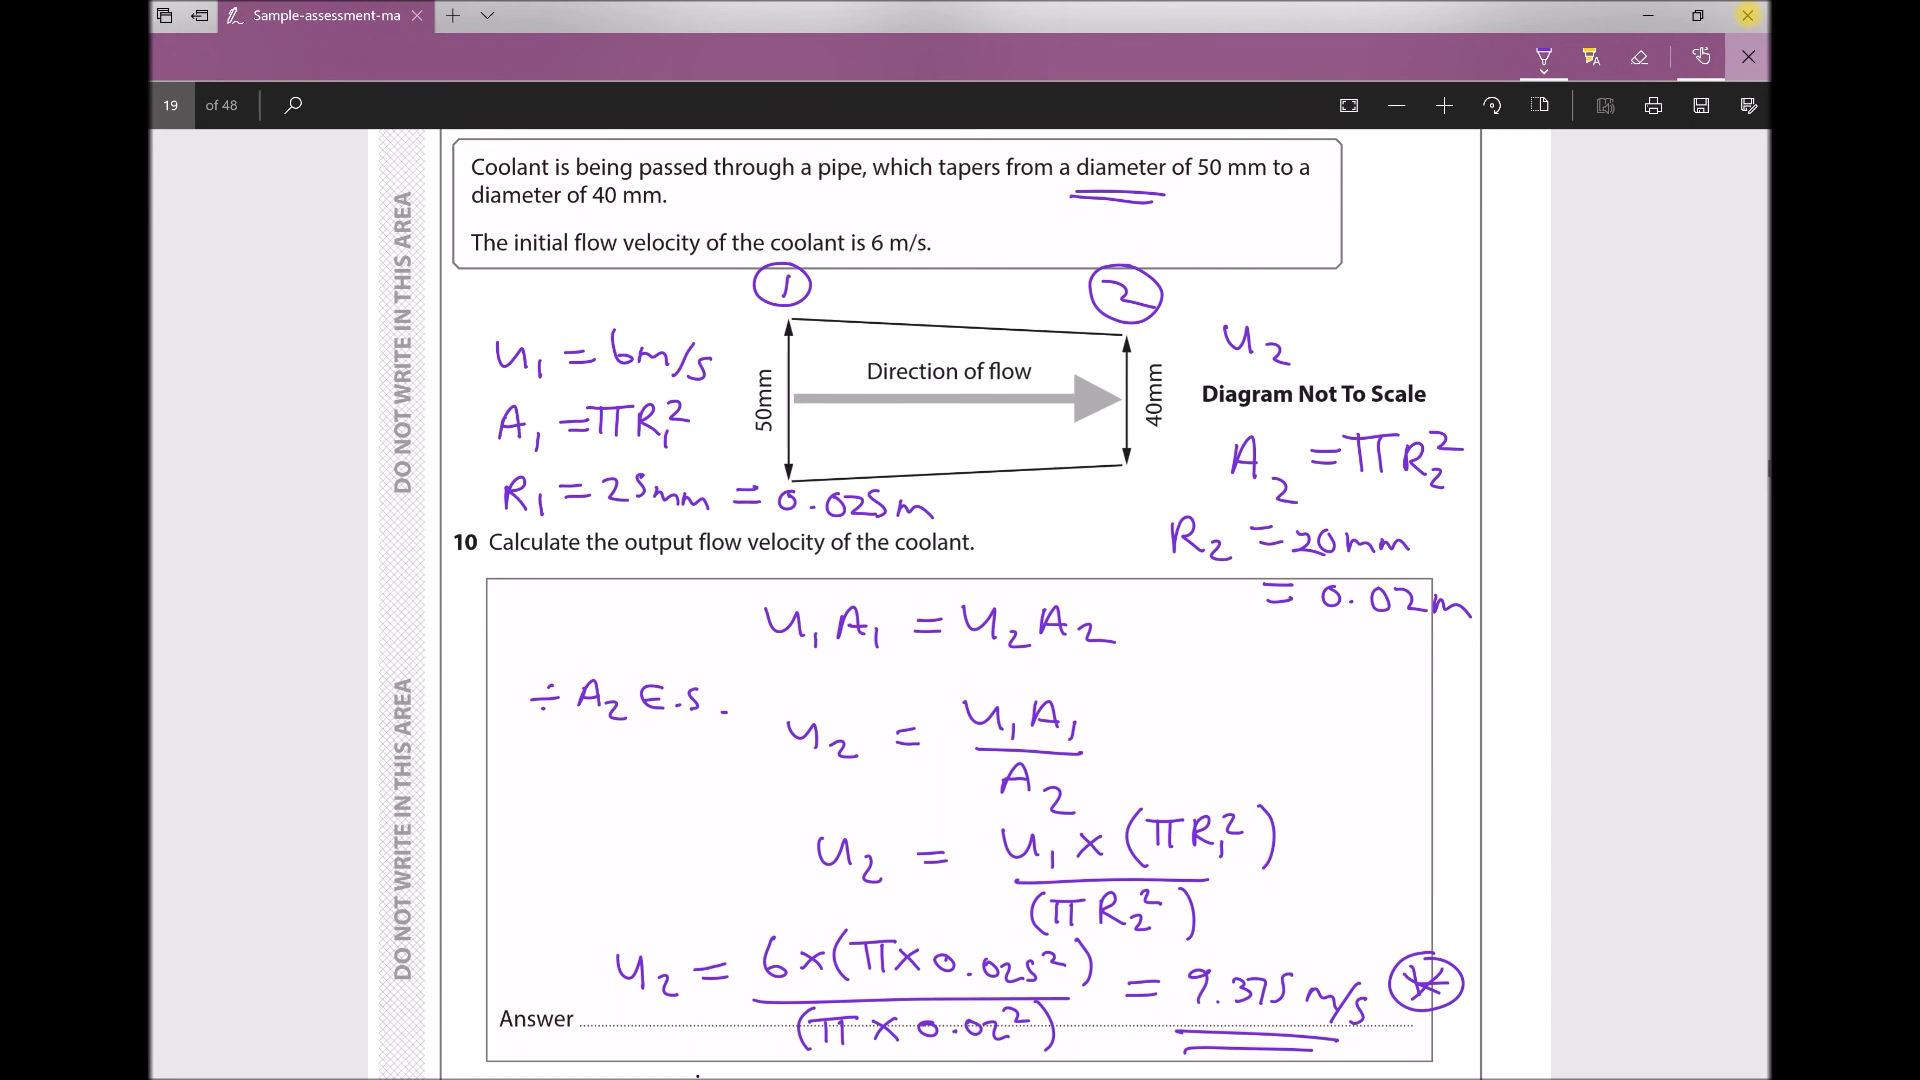 Sample-assessment-ma
19 of 48
DO NOT WRITE IN THIS AREA
DO NOT WRITE IN THIS AREA
Coolant is being passed through a pipe, which tapers from a diameter of 50 mm to a
diameter of 40 mm.
The initial flow velocity of the coolant is 6 m/s.
1
2
u₁ = 6m/s
A₁ = πR₁²
R₁ = 25mm = 0.025m
50mm
Direction of flow
40mm
u₂
Diagram Not To Scale
A₂ = πR₂²
R₂ = 20mm
= 0.02m
10 Calculate the output flow velocity of the coolant.
u₁A₁ = u₂A₂
÷ A₂ E.S.
u₂ = u₁A₁ / A₂
u₂ = u₁ × (πR₁²) / (πR₂²)
u₂ = 6×(π×0.025²) / (π×0.02²) = 9.375 m/s
Answer